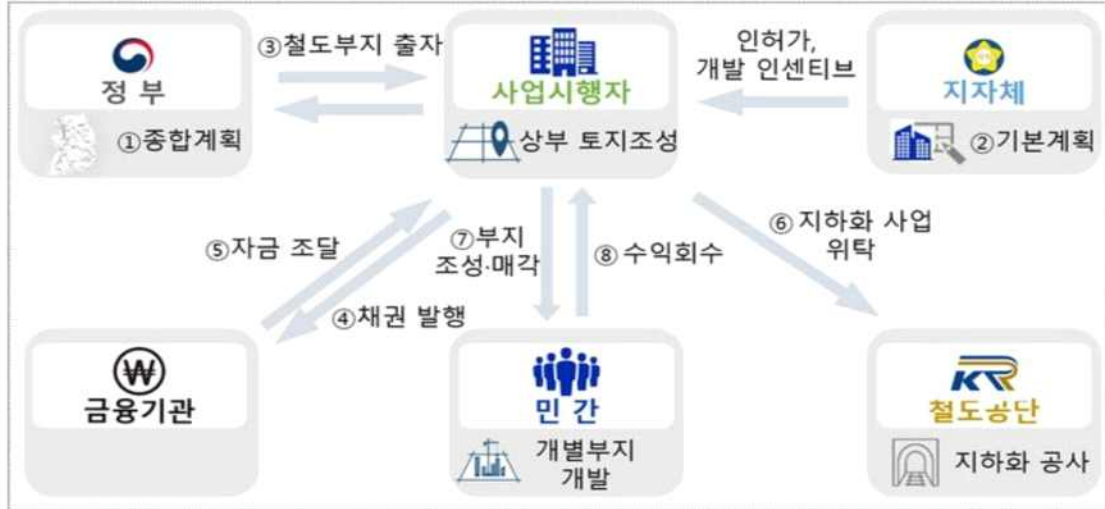 ③철도부지 출자
정 부
①종합계획
사업시행자
상부 토지조성
인허가,
개발 인센티브
지자체
②기본계획
⑤자금 조달
④채권 발행
⑦부지
조성·매각
⑧수익회수
⑥지하화 사업
위탁
₩
금융기관
민 간
개별부지
개발
KR
철도공단
지하화 공사